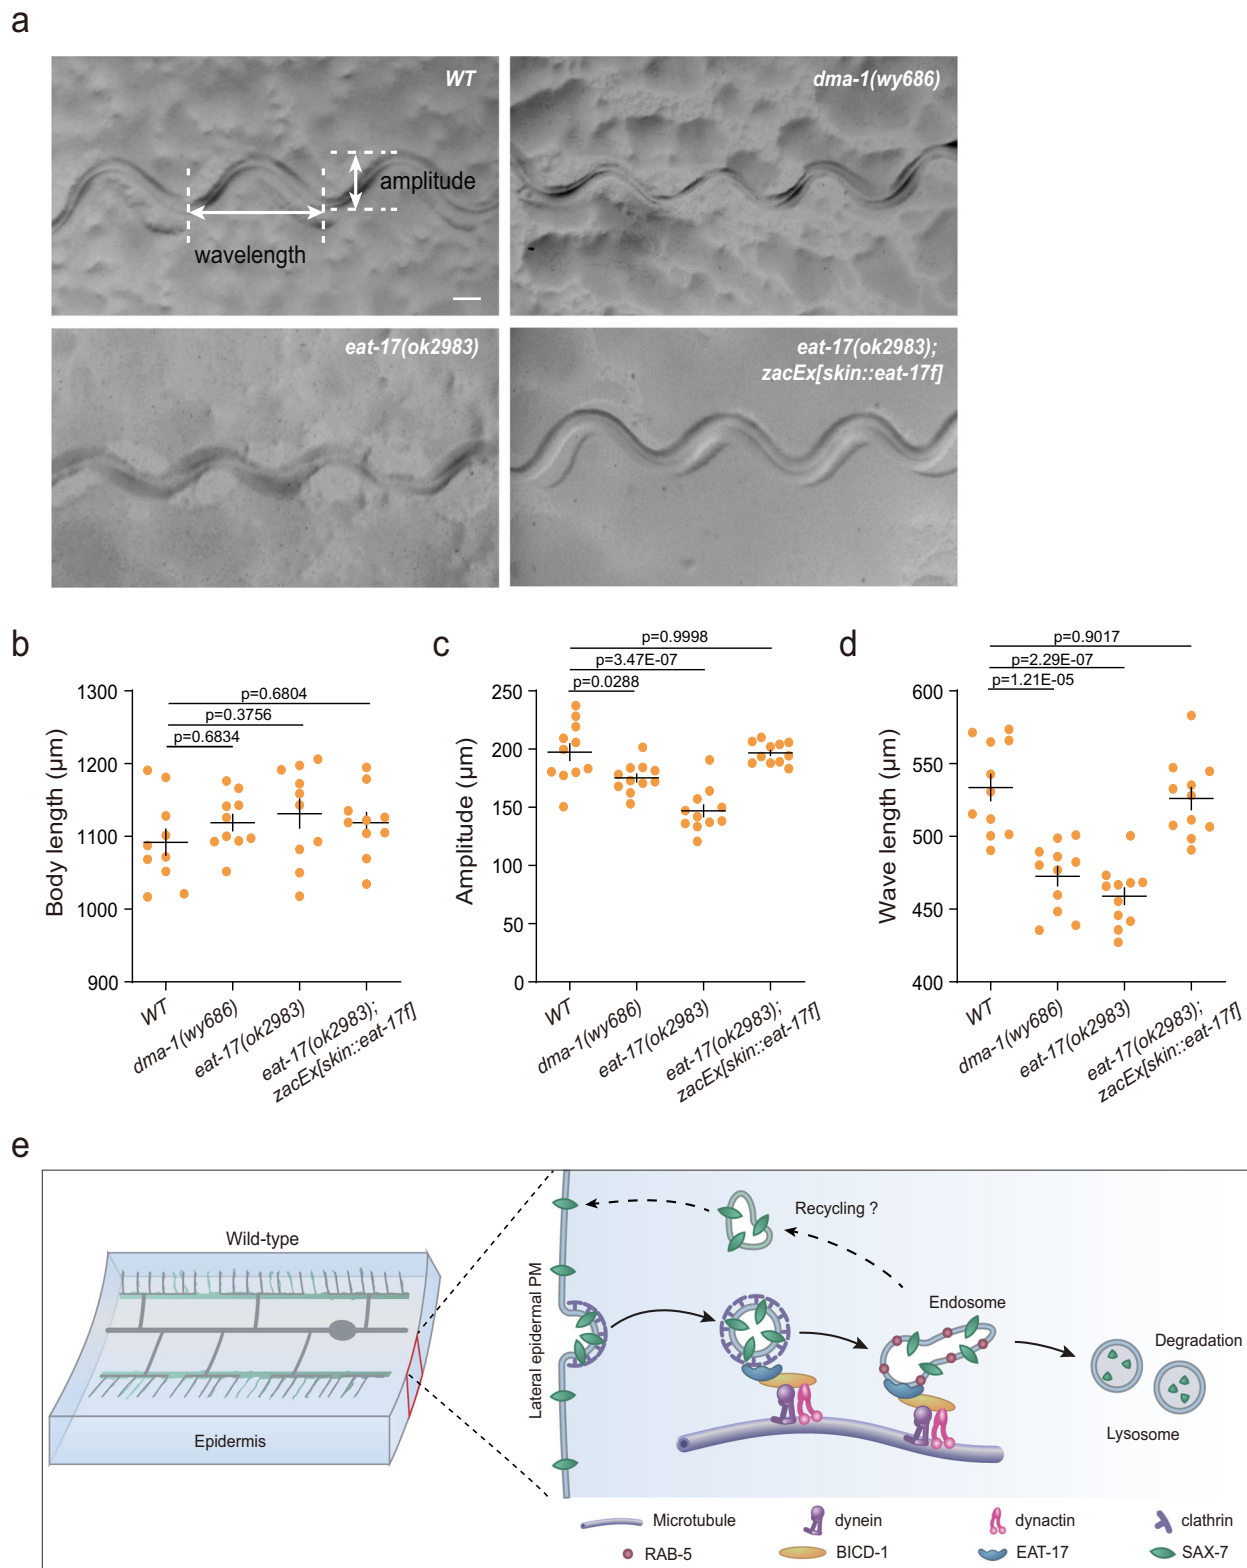 a
WT
amplitude
wavelength
dma-1(wy686)
eat-17(ok2983)
eat-17(ok2983);
zacEx[skin::eat-17f]
b
p=0.6804
p=0.3756
p=0.6834
Body length (μm)
1300
1200
1100
1000
900
WT
dma-1(wy686)
eat-17(ok2983)
eat-17(ok2983);
zacEx[skin::eat-17f]
c
p=0.9998
p=3.47E-07
p=0.0288
Amplitude (μm)
250
200
150
100
50
0
WT
dma-1(wy686)
eat-17(ok2983)
eat-17(ok2983);
zacEx[skin::eat-17f]
d
p=0.9017
p=2.29E-07
p=1.21E-05
Wave length (μm)
600
550
500
450
400
WT
dma-1(wy686)
eat-17(ok2983)
eat-17(ok2983);
zacEx[skin::eat-17f]
e
Wild-type
Epidermis
Lateral epidermal PM
Recycling ?
Endosome
Degradation
Lysosome
Microtubule
dynein
dynactin
clathrin
RAB-5
BICD-1
EAT-17
SAX-7